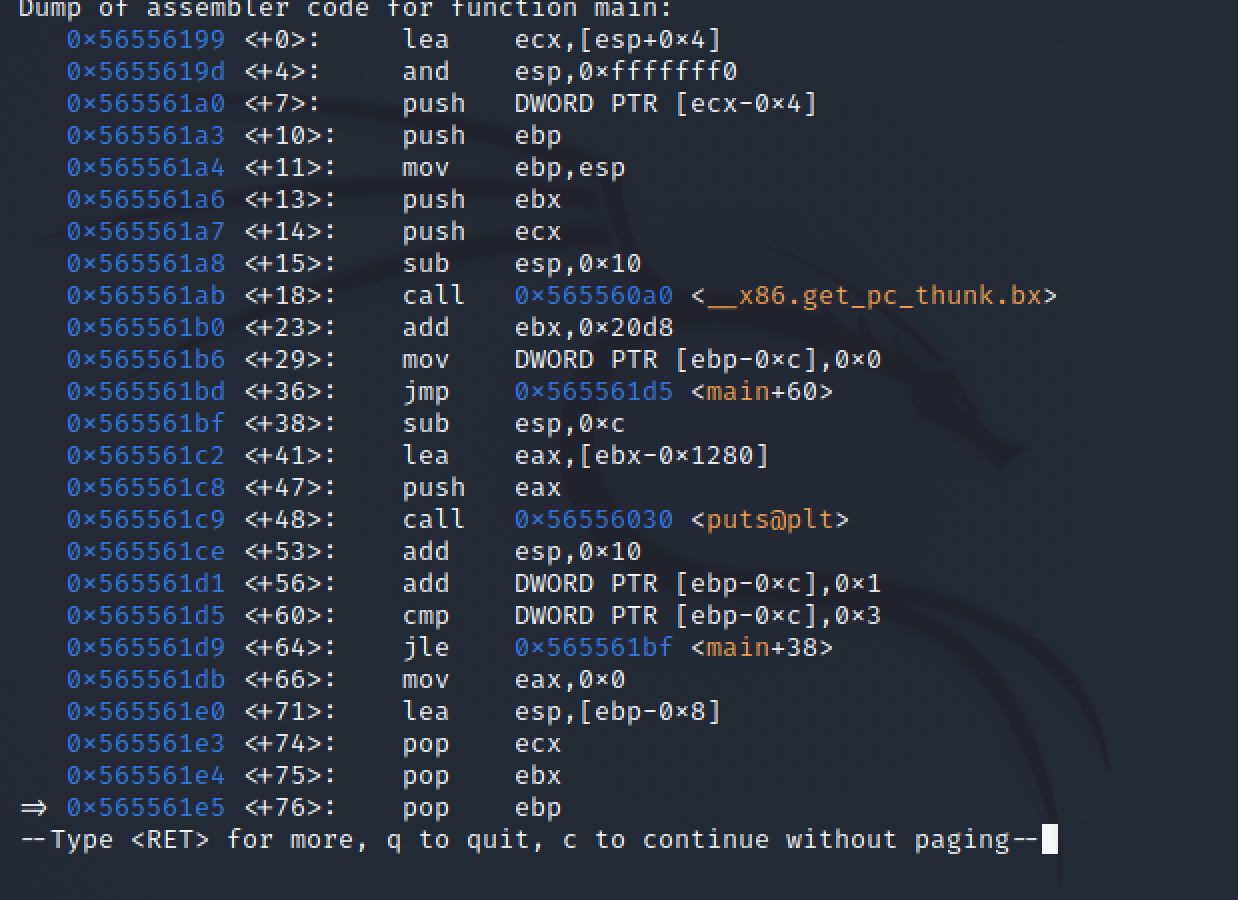 Dump of assembler code for function main:
   0x56556199 <+0>:     lea    ecx,[esp+0x4]
   0x5655619d <+4>:     and    esp,0xfffffff0
   0x565561a0 <+7>:     push   DWORD PTR [ecx-0x4]
   0x565561a3 <+10>:    push   ebp
   0x565561a4 <+11>:    mov    ebp,esp
   0x565561a6 <+13>:    push   ebx
   0x565561a7 <+14>:    push   ecx
   0x565561a8 <+15>:    sub    esp,0x10
   0x565561ab <+18>:    call   0x565560a0 <__x86.get_pc_thunk.bx>
   0x565561b0 <+23>:    add    ebx,0x20d8
   0x565561b6 <+29>:    mov    DWORD PTR [ebp-0xc],0x0
   0x565561bd <+36>:    jmp    0x565561d5 <main+60>
   0x565561bf <+38>:    sub    esp,0xc
   0x565561c2 <+41>:    lea    eax,[ebx-0x1280]
   0x565561c8 <+47>:    push   eax
   0x565561c9 <+48>:    call   0x56556030 <puts@plt>
   0x565561ce <+53>:    add    esp,0x10
   0x565561d1 <+56>:    add    DWORD PTR [ebp-0xc],0x1
   0x565561d5 <+60>:    cmp    DWORD PTR [ebp-0xc],0x3
   0x565561d9 <+64>:    jle    0x565561bf <main+38>
   0x565561db <+66>:    mov    eax,0x0
   0x565561e0 <+71>:    lea    esp,[ebp-0x8]
   0x565561e3 <+74>:    pop    ecx
   0x565561e4 <+75>:    pop    ebx
=> 0x565561e5 <+76>:    pop    ebp
--Type <RET> for more, q to quit, c to continue without paging--